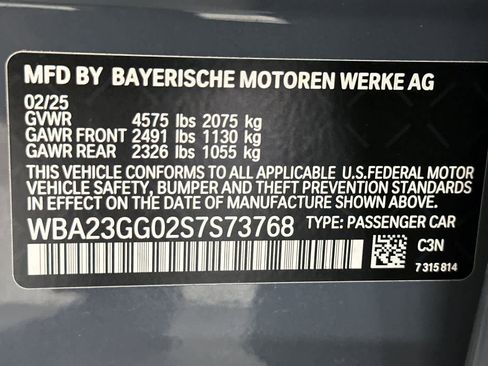 MFD BY BAYERISCHE MOTOREN WERKE AG
02/25
GVWR 4575 lbs 2075 kg
GAWR FRONT 2491 lbs 1130 kg
GAWR REAR 2326 lbs 1055 kg
THIS VEHICLE CONFORMS TO ALL APPLICABLE U.S.FEDERAL MOTOR
VEHICLE SAFETY, BUMPER AND THEFT PREVENTION STANDARDS
IN EFFECT ON THE DATE OF MANUFACTURE SHOWN ABOVE.
WBA23GG02S7S73768 TYPE: PASSENGER CAR
C3N
7 315 814